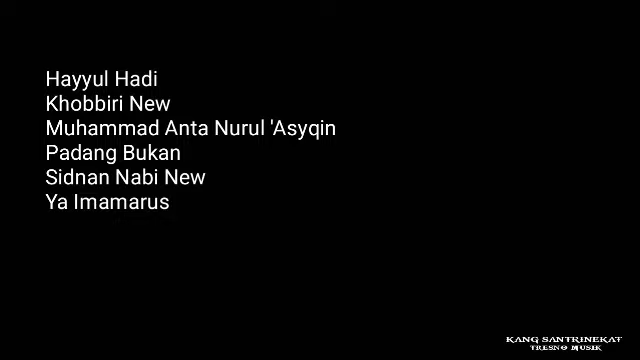 Hayyul Hadi
Khobbiri New
Muhammad Anta Nurul 'Asyqin
Padang Bukan
Sidnan Nabi New
Ya Imamarus
KANG SANTRINEKAT
TRESNO MUSIK